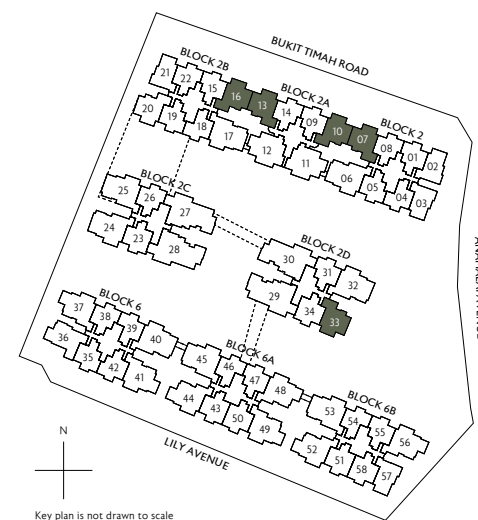 BUKIT TIMAH ROAD
BLOCK 2B
21 22 15 16 13
20 19 18 17
BLOCK 2A
14 09 10 07
12 11
BLOCK 2
08 01 02
06 05 04 03
BLOCK 2C
25 26 27
24 23 28
BLOCK 2D
30 31 32
29 34 33
BLOCK 6
37 38 39 40
36 35 42 41
BLOCK 6A
45 46 47 48
44 43 50 49
BLOCK 6B
53 54 55 56
52 51 58 57
LILY AVENUE
N
Key plan is not drawn to scale